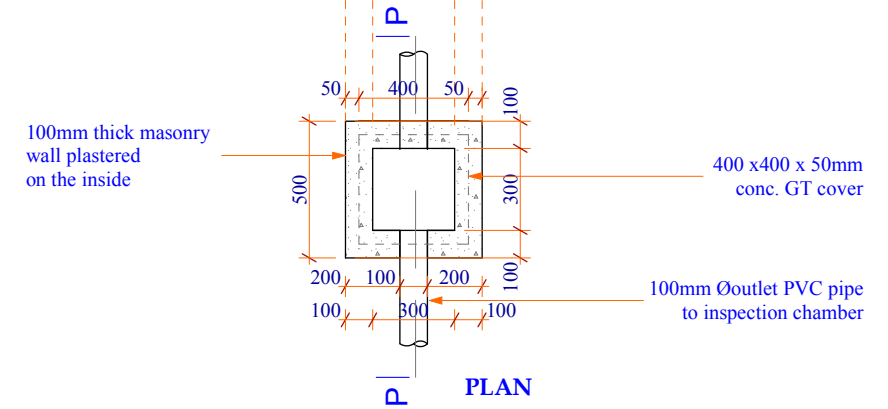 P
50 400 50
100
100mm thick masonry
wall plastered
on the inside
500
300
400 x400 x 50mm
conc. GT cover
100
200 100 200
100mm Øoutlet PVC pipe
to inspection chamber
100 300 100
P
PLAN